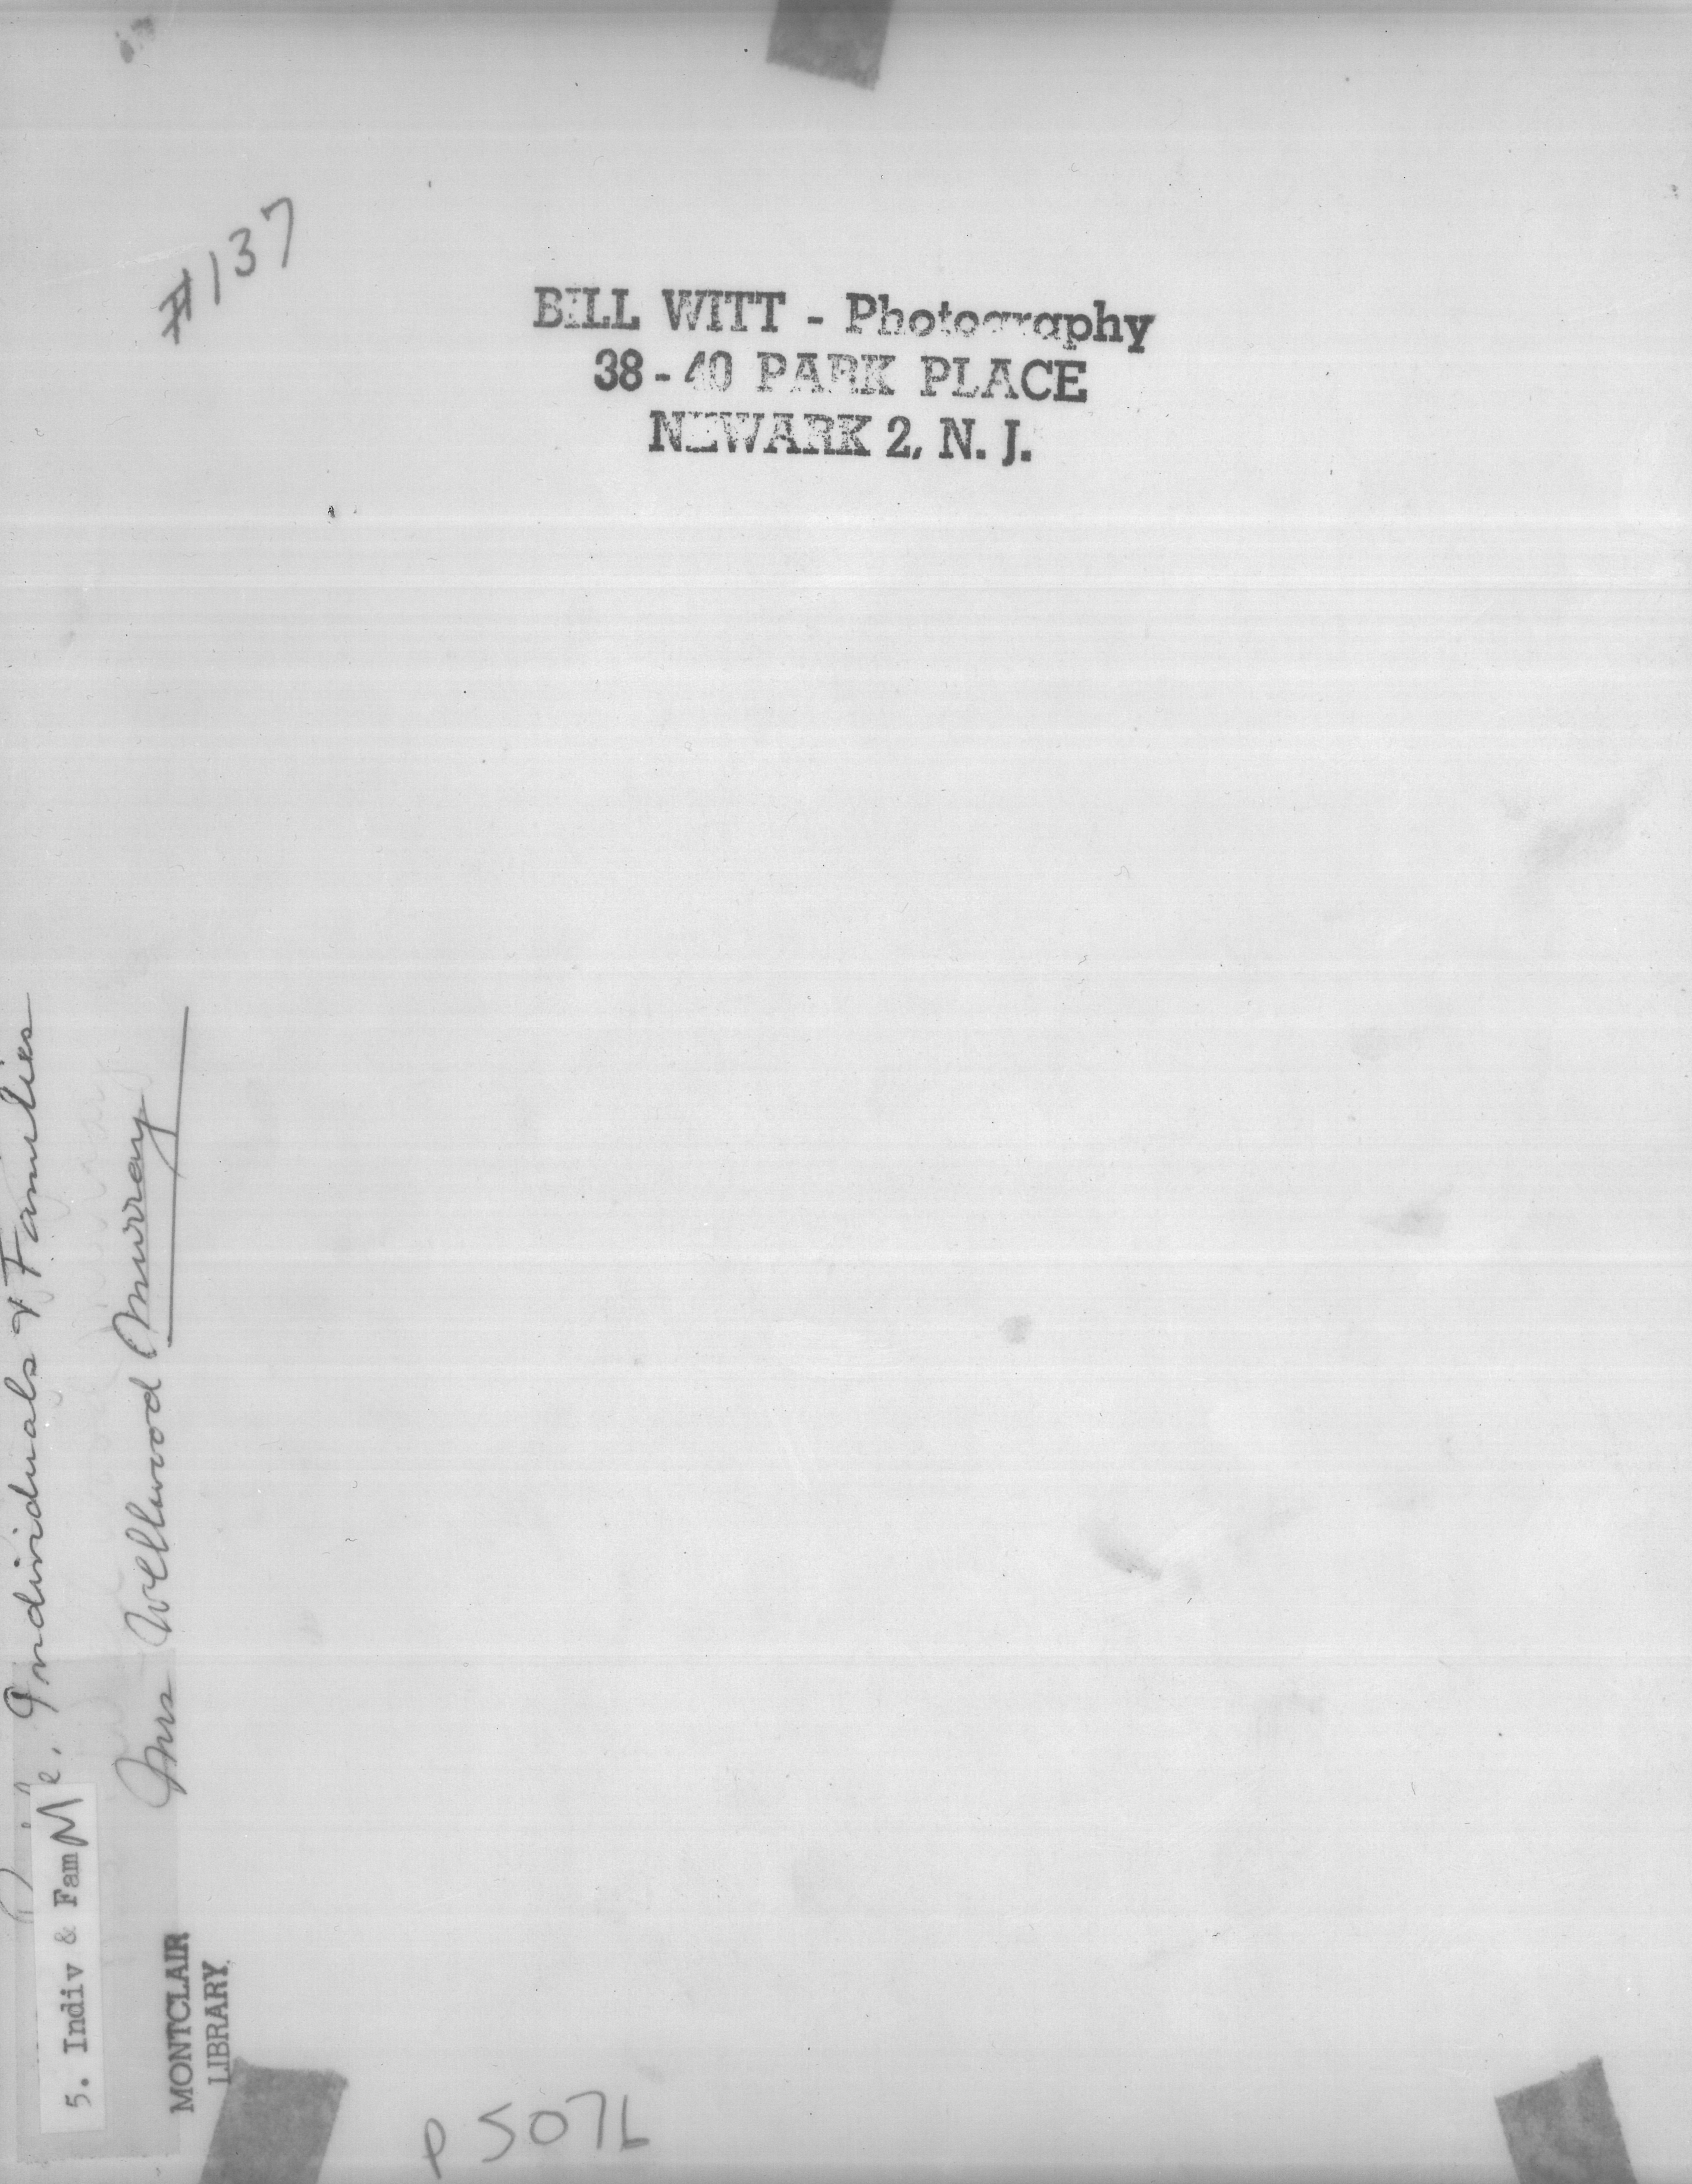 #137
BILL WITT - Photography
38-40 PARK PLACE
NEWARK 2, N. J.
e. Individuals & Families
Mrs Wellwood Murray
5. Indiv & Fam M
MONTCLAIR
LIBRARY
P 5076